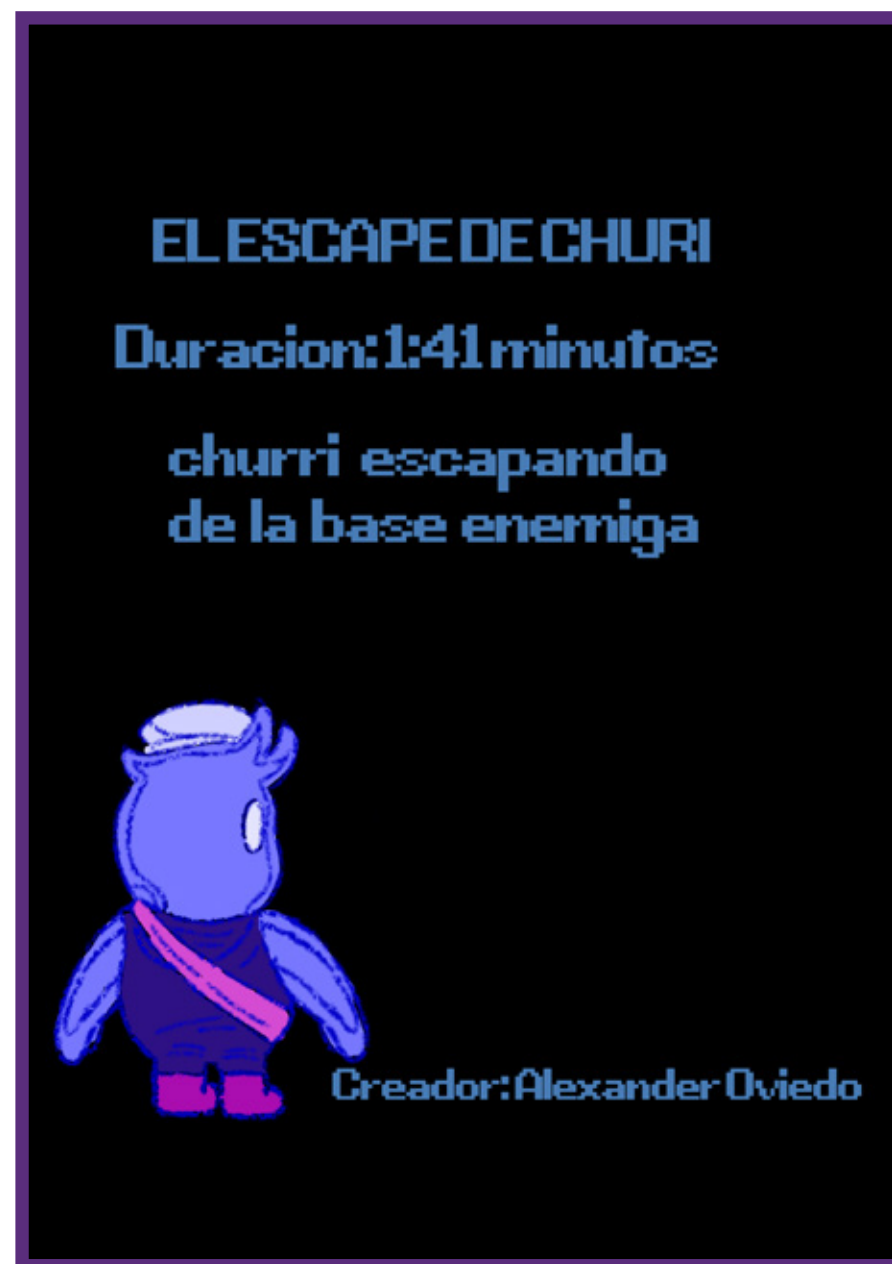 EL ESCAPE DE CHURI
Duracion:1:41 minutos
churri escapando
de la base enemiga
Creador:Alexander Oviedo